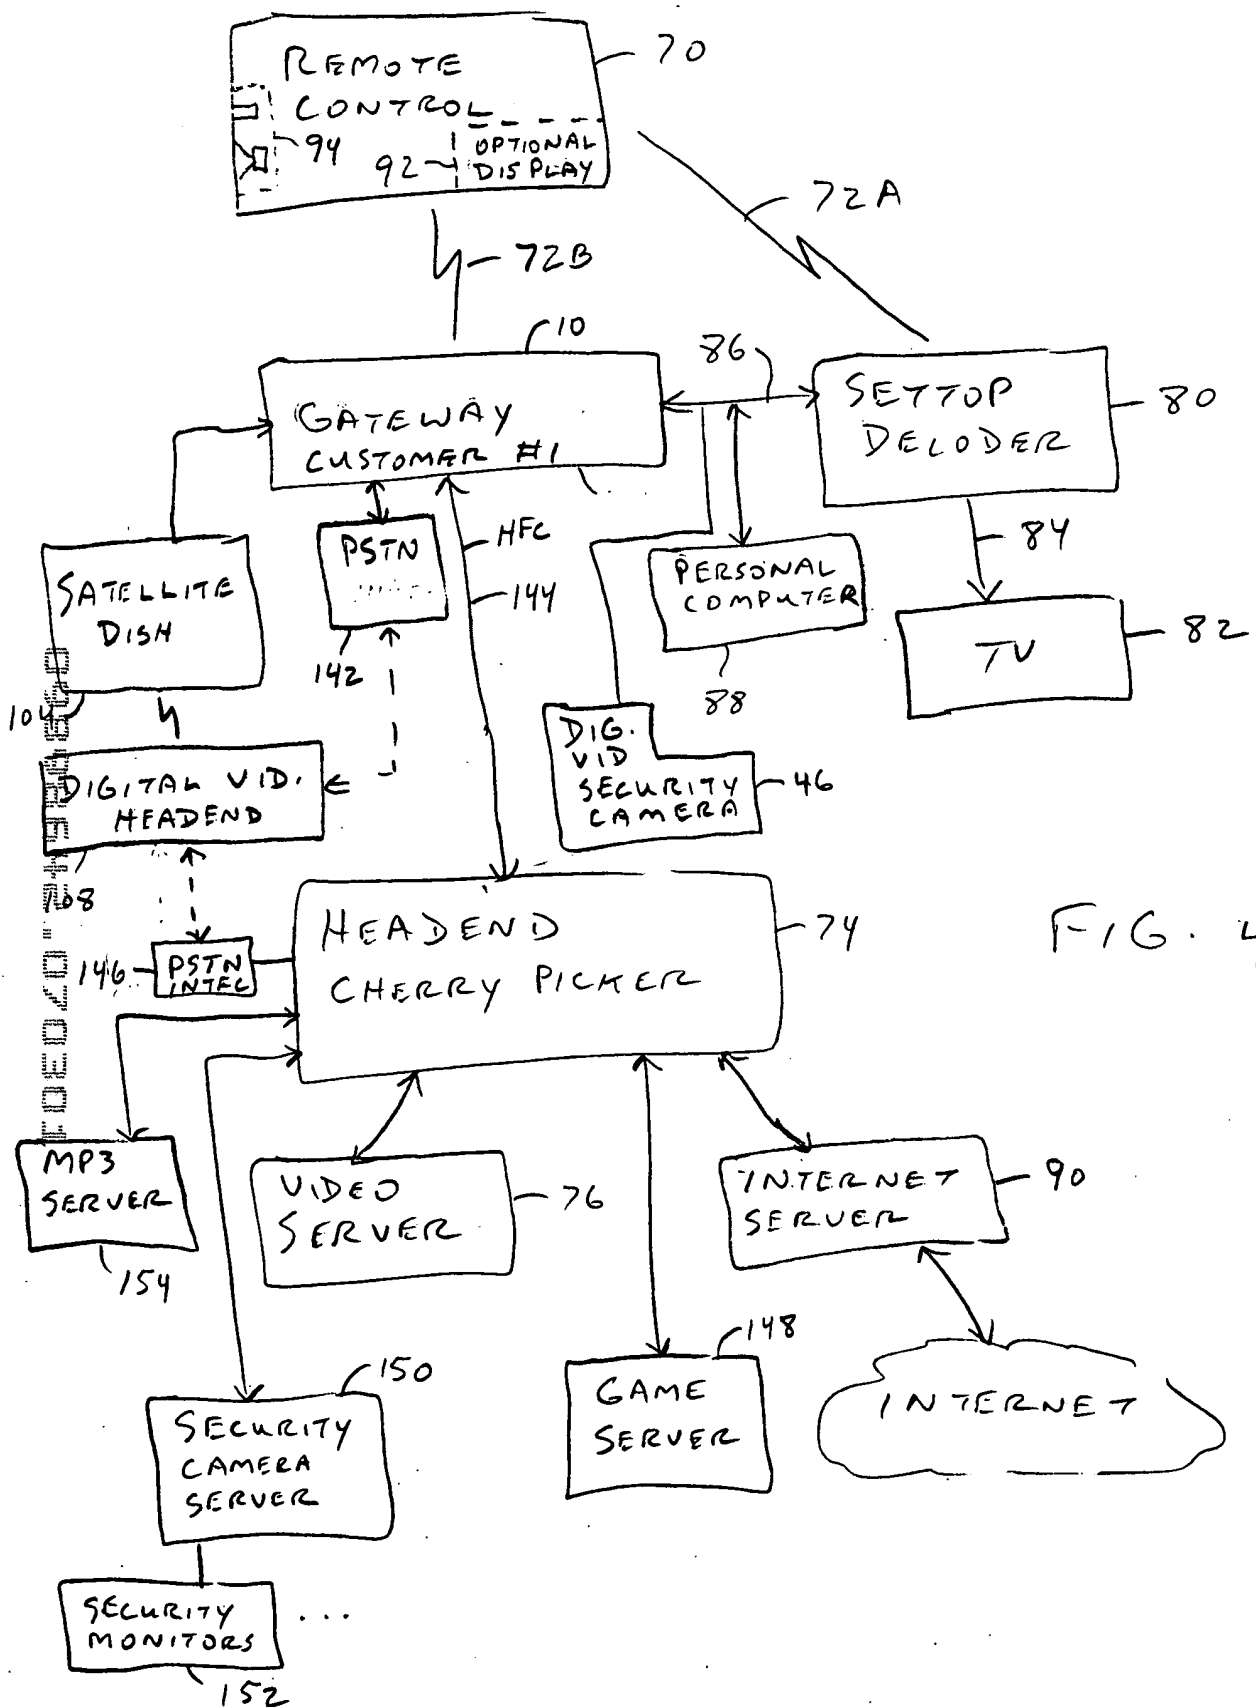 REMOTE
CONTROL
70
94
92
OPTIONAL
DISPLAY
72A
72B
10
86
GATEWAY
CUSTOMER #1
SETTOP
DELODER
80
PSTN
142
HFC
144
PERSONAL
COMPUTER
88
84
TV
82
SATELLITE
DISH
104
DIGITAL VID.
HEADEND
108
DIG.
VID
SECURITY
CAMERA
46
HEADEND
CHERRY PICKER
74
FIG.
146
PSTN
INTEC
MP3
SERVER
154
VIDEO
SERVER
76
INTERNET
SERVER
90
148
GAME
SERVER
INTERNET
150
SECURITY
CAMERA
SERVER
SECURITY
MONITORS
...
152